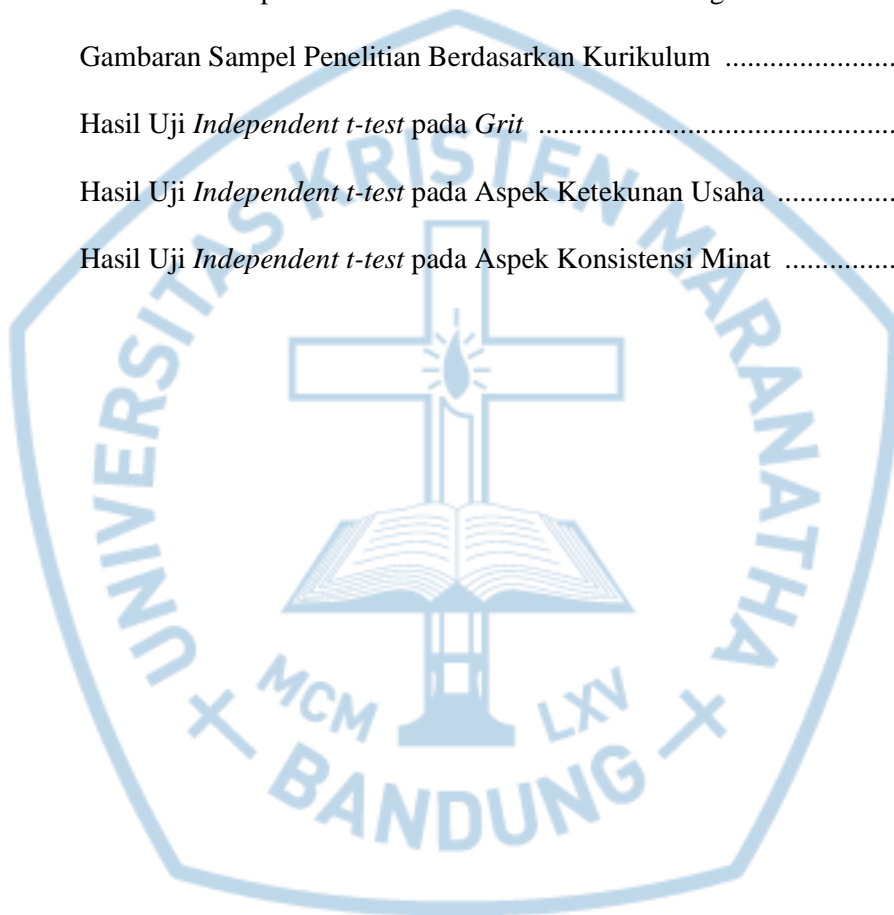 Gambaran Sampel Penelitian Berdasarkan Kurikulum ......................
Hasil Uji Independent t-test pada Grit ................................................
Hasil Uji Independent t-test pada Aspek Ketekunan Usaha ...............
Hasil Uji Independent t-test pada Aspek Konsistensi Minat ..............
UNIVERSITAS KRISTEN MARANATHA
MCM LXV
BANDUNG